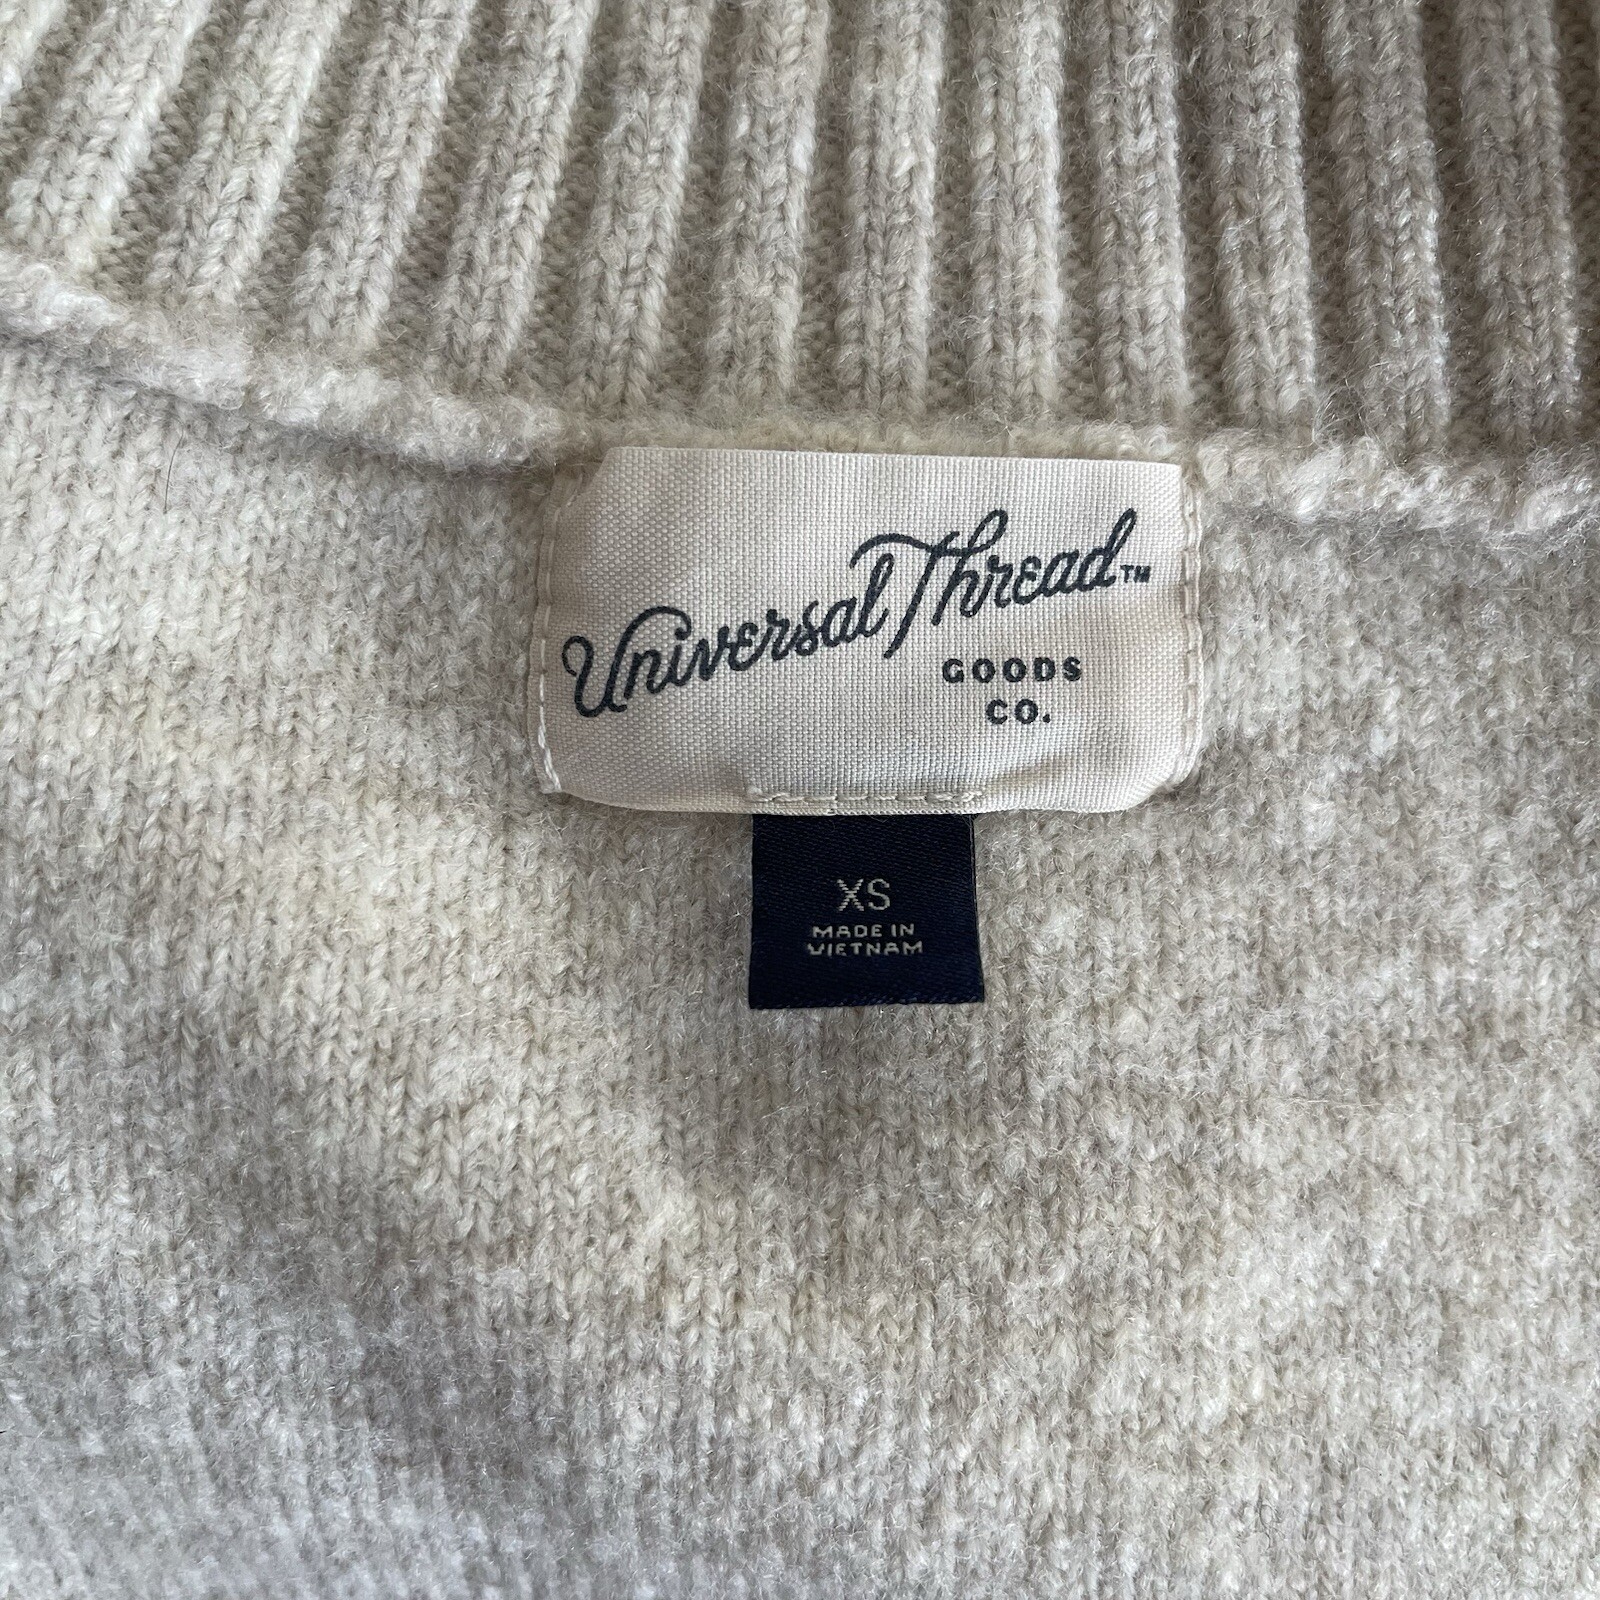 Universal Thread™
GOODS
CO.
XS
MADE IN
VIETNAM